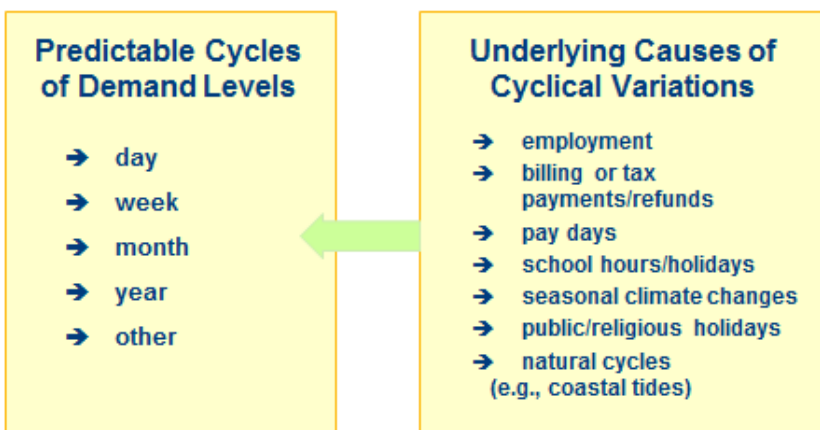 Predictable Cycles
of Demand Levels
➔ day
➔ week
➔ month
➔ year
➔ other
Underlying Causes of
Cyclical Variations
➔ employment
➔ billing or tax
payments/refunds
➔ pay days
➔ school hours/holidays
➔ seasonal climate changes
➔ public/religious holidays
➔ natural cycles
(e.g., coastal tides)